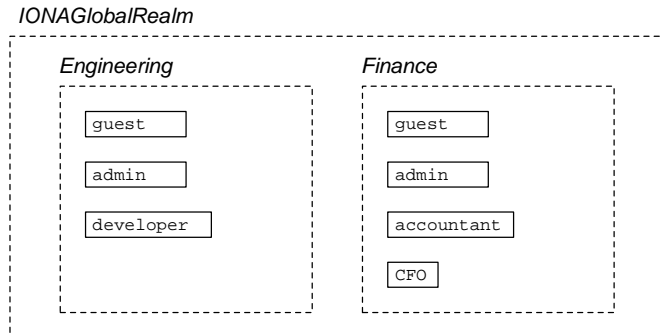 IONAGlobalRealm
Engineering
guest
admin
developer
Finance
guest
admin
accountant
CFO